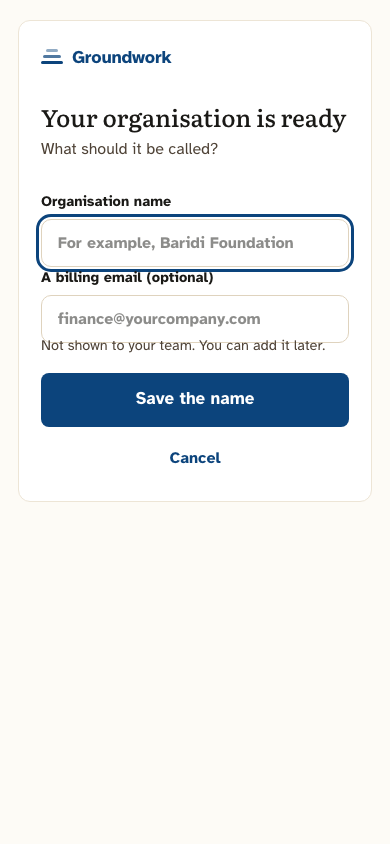 Groundwork
Your organisation is ready
What should it be called?
Organisation name
For example, Baridi Foundation
A billing email (optional)
finance@yourcompany.com
Not shown to your team. You can add it later.
Save the name
Cancel